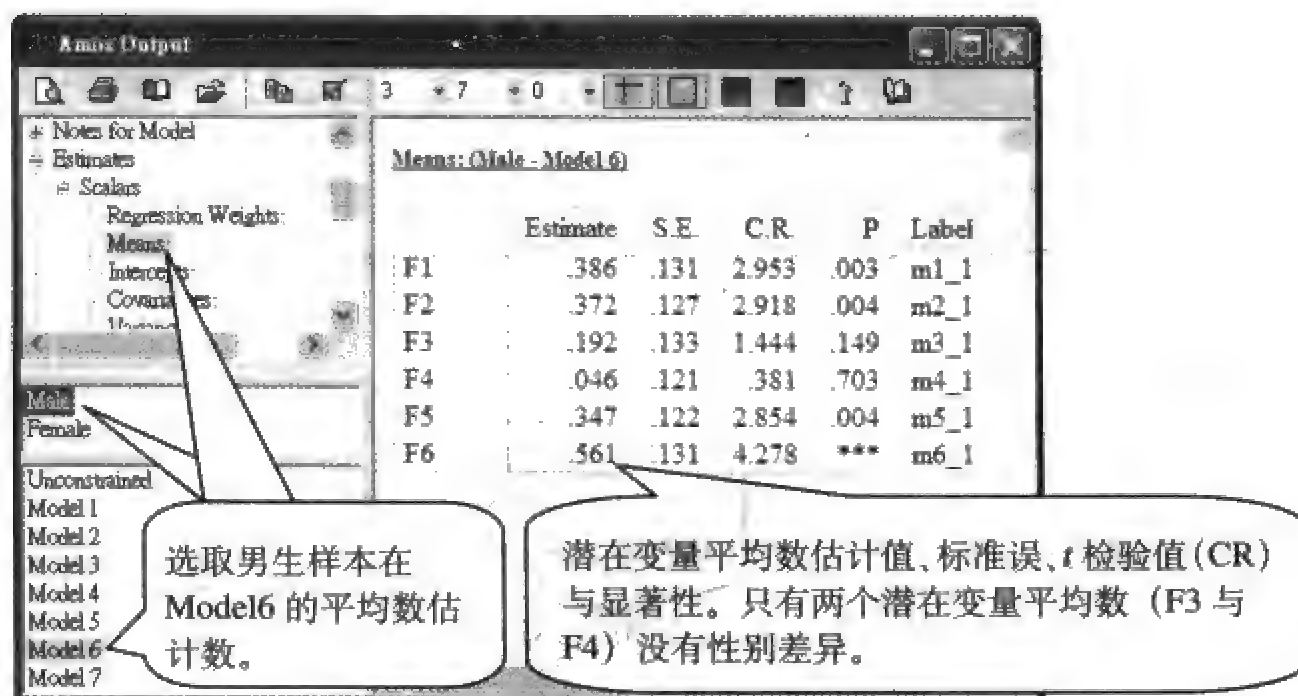 Amos Output
3 7 0
Notes for Model
Estimates
Scalars
Regression Weights:
Means:
Male
Female
Unconstrained
Model 1
Model 2
Model 3
Model 4
Model 5
Model 6
Model 7
Means: (Male - Model 6)
Estimate S.E. C.R. P Label
F1 .386 .131 2.953 .003 m1_1
F2 .372 .127 2.918 .004 m2_1
F3 .192 .133 1.444 .149 m3_1
F4 .046 .121 .381 .703 m4_1
F5 .347 .122 2.854 .004 m5_1
F6 .561 .131 4.278 *** m6_1
选取男生样本在
Model6 的平均数估
计数。
潜在变量平均数估计值、标准误、t 检验值(CR)
与显著性。只有两个潜在变量平均数(F3 与
F4)没有性别差异。